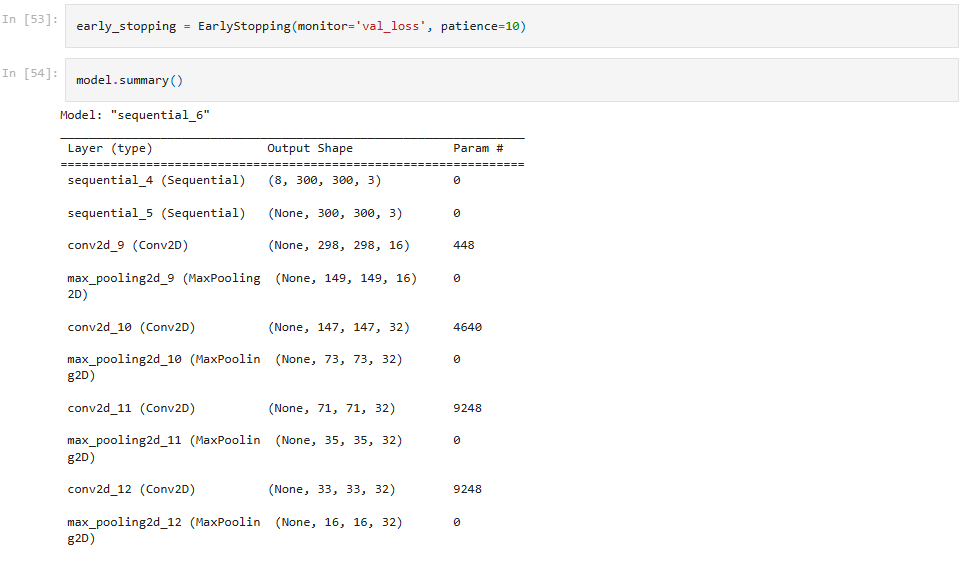 In [53]:
early_stopping = EarlyStopping(monitor='val_loss', patience=10)
In [54]:
model.summary()
Model: "sequential_6"
_________________________________________________________________
Layer (type) Output Shape Param #
=================================================================
sequential_4 (Sequential) (8, 300, 300, 3) 0
sequential_5 (Sequential) (None, 300, 300, 3) 0
conv2d_9 (Conv2D) (None, 298, 298, 16) 448
max_pooling2d_9 (MaxPooling (None, 149, 149, 16) 0
2D)
conv2d_10 (Conv2D) (None, 147, 147, 32) 4640
max_pooling2d_10 (MaxPoolin (None, 73, 73, 32) 0
g2D)
conv2d_11 (Conv2D) (None, 71, 71, 32) 9248
max_pooling2d_11 (MaxPoolin (None, 35, 35, 32) 0
g2D)
conv2d_12 (Conv2D) (None, 33, 33, 32) 9248
max_pooling2d_12 (MaxPoolin (None, 16, 16, 32) 0
g2D)